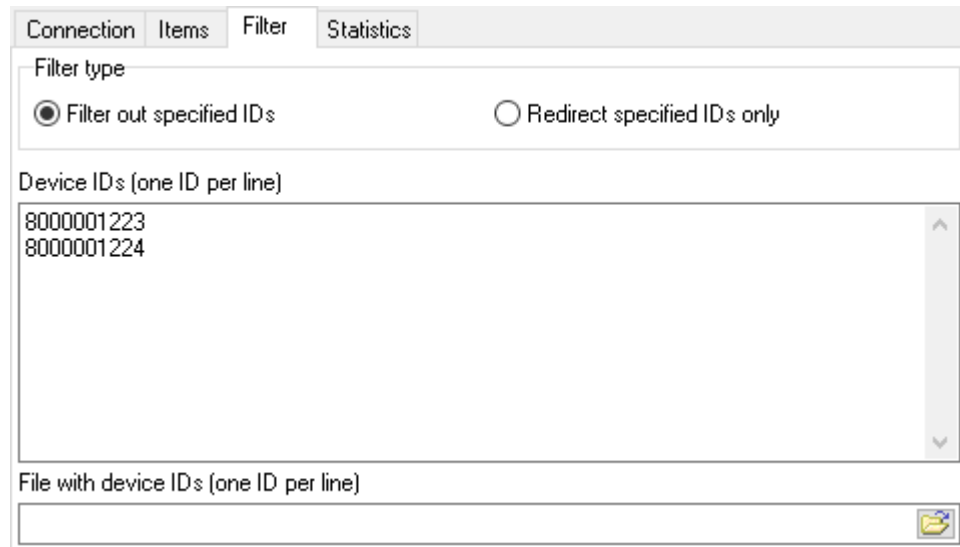 Connection Items Filter Statistics
Filter type
Filter out specified IDs Redirect specified IDs only
Device IDs (one ID per line)
8000001223
8000001224
File with device IDs (one ID per line)